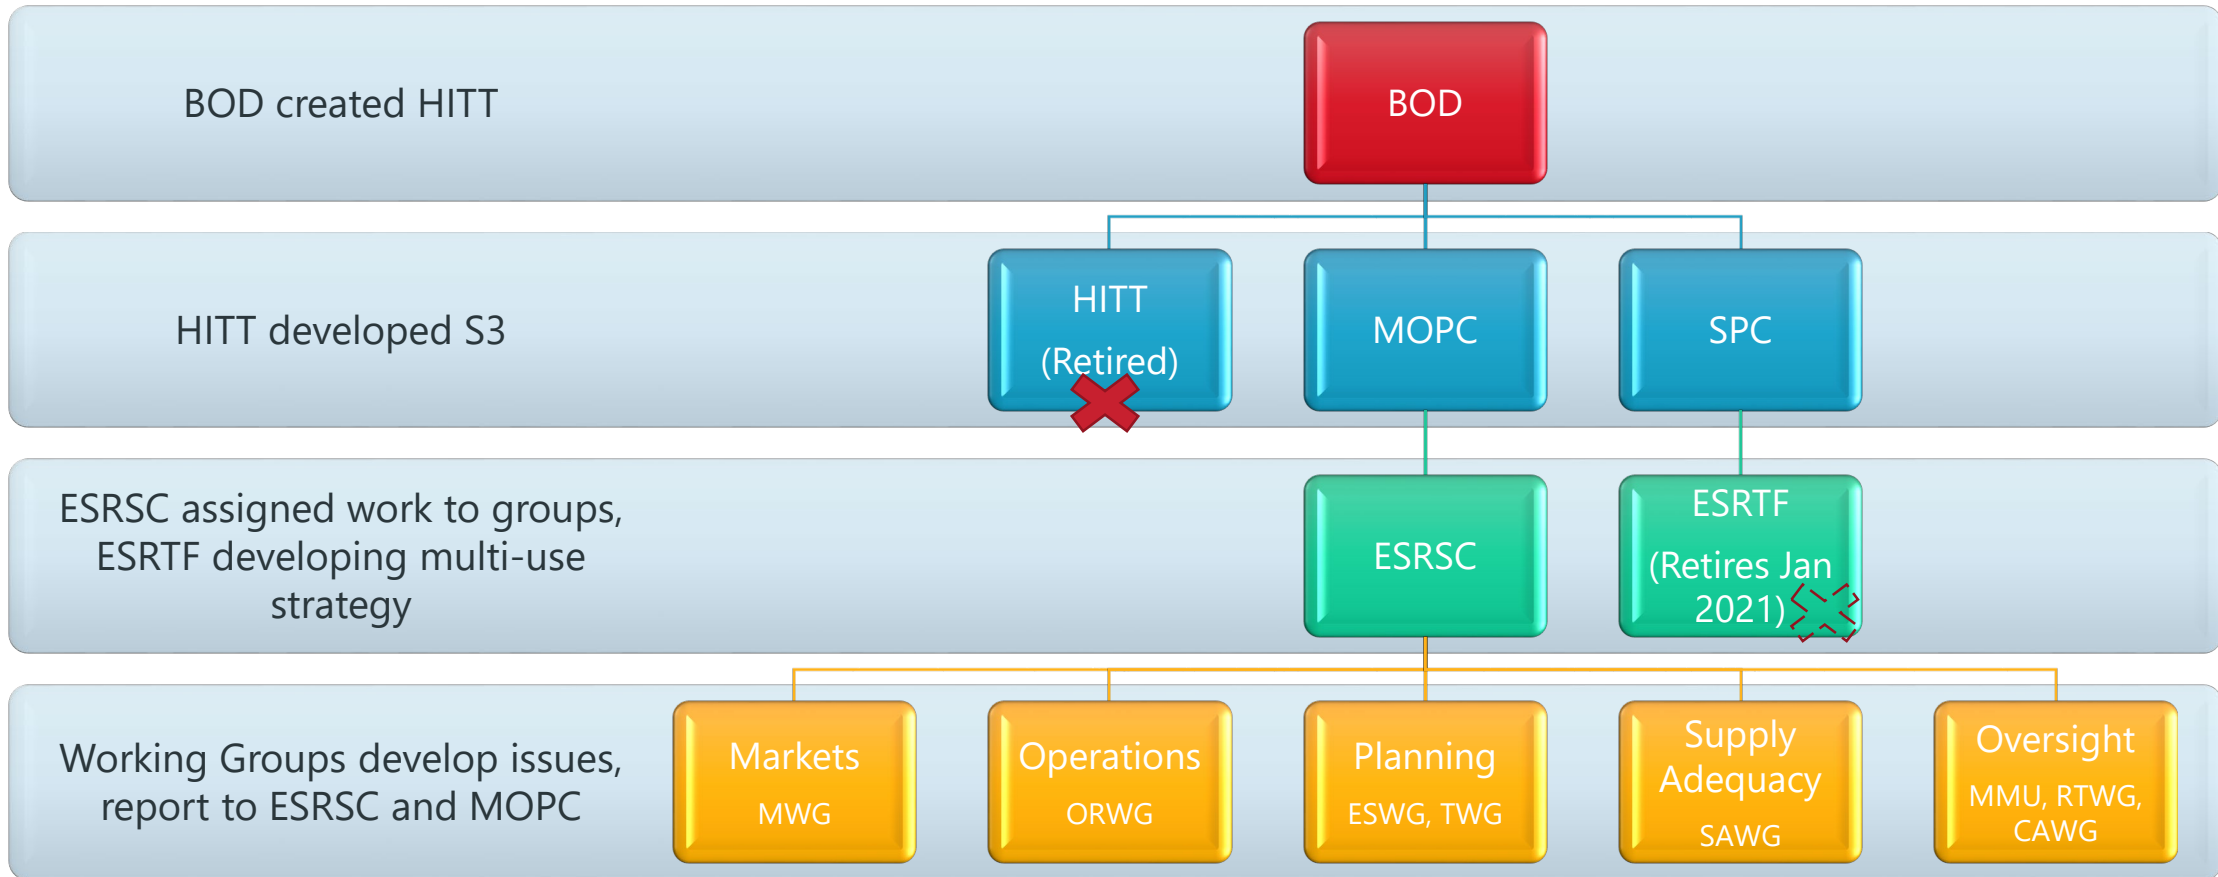 BOD created HITT
BOD
HITT developed S3
HITT
(Retired)
MOPC
SPC
ESRSC assigned work to groups,
ESRTF developing multi-use
strategy
ESRSC
ESRTF
(Retires Jan
2021)
Working Groups develop issues,
report to ESRSC and MOPC
Markets
MWG
Operations
ORWG
Planning
ESWG, TWG
Supply
Adequacy
SAWG
Oversight
MMU, RTWG,
CAWG